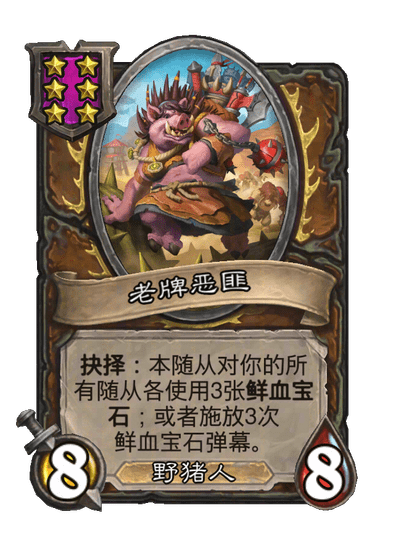 老牌恶匪
抉择：本随从对你的所
有随从各使用3张鲜血宝
石；或者施放3次
鲜血宝石弹幕。
野猪人
8
8